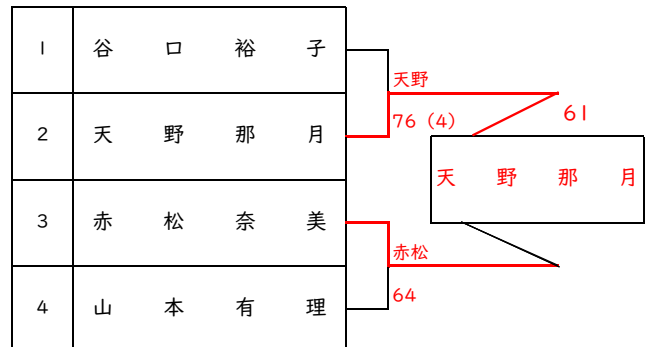 1 谷口裕子
天野
2 天野那月
76 (4)
61
天野那月
3 赤松奈美
赤松
4 山本有理
64